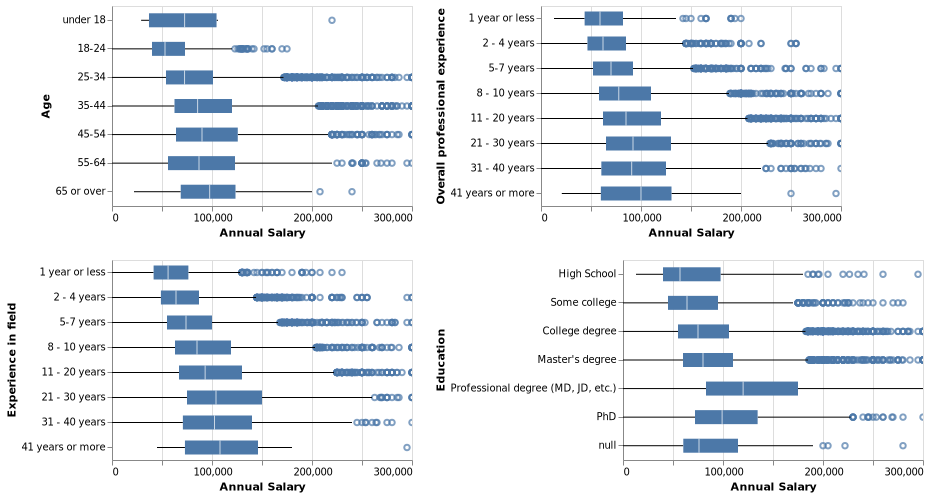 Age
under 18
18-24
25-34
35-44
45-54
55-64
65 or over
0 100,000 200,000 300,000
Annual Salary
Overall professional experience
1 year or less
2 - 4 years
5-7 years
8 - 10 years
11 - 20 years
21 - 30 years
31 - 40 years
41 years or more
0 100,000 200,000 300,000
Annual Salary
Experience in field
1 year or less
2 - 4 years
5-7 years
8 - 10 years
11 - 20 years
21 - 30 years
31 - 40 years
41 years or more
0 100,000 200,000 300,000
Annual Salary
Education
High School
Some college
College degree
Master's degree
Professional degree (MD, JD, etc.)
PhD
null
0 100,000 200,000 300,000
Annual Salary